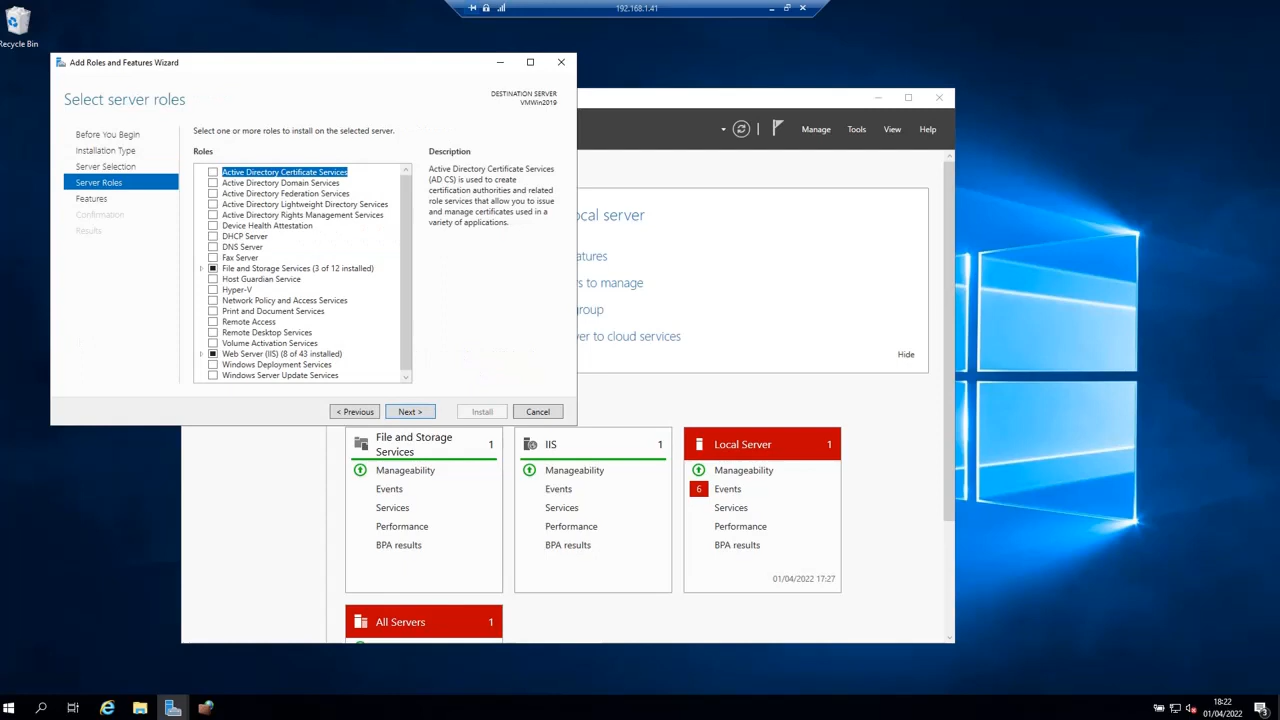 192.168.1.41
Recycle Bin
Add Roles and Features Wizard
Select server roles
DESTINATION SERVER
VMWin2019
Before You Begin
Installation Type
Server Selection
Server Roles
Features
Confirmation
Results
Select one or more roles to install on the selected server.
Roles
Active Directory Certificate Services
Active Directory Domain Services
Active Directory Federation Services
Active Directory Lightweight Directory Services
Active Directory Rights Management Services
Device Health Attestation
DHCP Server
DNS Server
Fax Server
File and Storage Services (3 of 12 installed)
Host Guardian Service
Hyper-V
Network Policy and Access Services
Print and Document Services
Remote Access
Remote Desktop Services
Volume Activation Services
Web Server (IIS) (8 of 43 installed)
Windows Deployment Services
Windows Server Update Services
Description
Active Directory Certificate Services
(AD CS) is used to create
certification authorities and related
role services that allow you to issue
and manage certificates used in a
variety of applications.
< Previous
Next >
Install
Cancel
Manage
Tools
View
Help
ocal server
atures
rs to manage
group
er to cloud services
Hide
File and Storage
Services
1
Manageability
Events
Services
Performance
BPA results
IIS
1
Manageability
Events
Services
Performance
BPA results
Local Server
1
Manageability
6
Events
Services
Performance
BPA results
01/04/2022 17:27
All Servers
1
18:22
01/04/2022
3